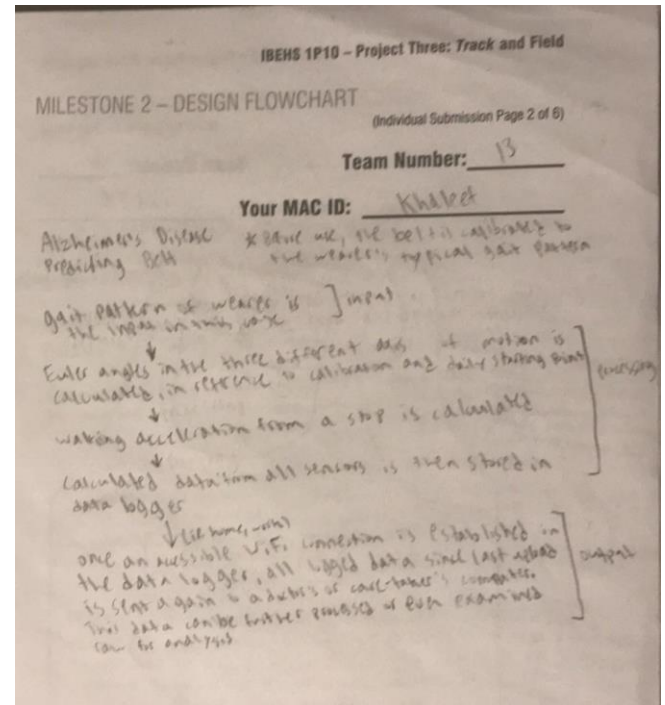 IBEHS 1P10 – Project Three: Track and Field
MILESTONE 2 – DESIGN FLOWCHART
(Individual Submission Page 2 of 6)
Team Number: 13
Your MAC ID: Khaleet
Alzheimer's Disease
Predicting Belt
* before use, the belt is calibrated to
the wearer's typical gait pattern
gait pattern of wearer is
the input in this case
] input
Euler angles in the three different axis of motion is
calculated, in reference to calibration and daily starting point
processing
walking acceleration from a stop is calculated
Calculated data from all sensors is then stored in
data logger
(ie home, work)
once an accessible WiFi connection is established in
the data logger, all logged data since last upload
is sent again to a doctor's or care-taker's computer.
This data can be further processed or even examined
raw for analysis
output